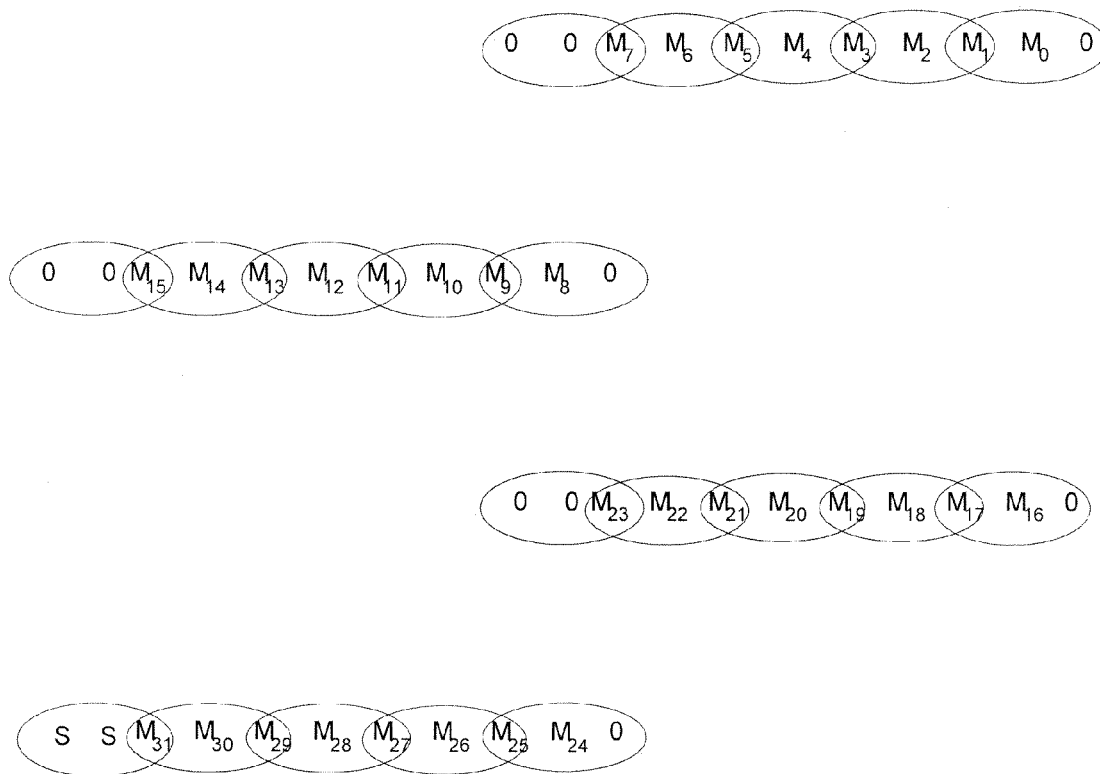 0 0 M₇ M₆ M₅ M₄ M₃ M₂ M₁ M₀ 0
0 0 M₁₅ M₁₄ M₁₃ M₁₂ M₁₁ M₁₀ M₉ M₈ 0
0 0 M₂₃ M₂₂ M₂₁ M₂₀ M₁₉ M₁₈ M₁₇ M₁₆ 0
S S M₃₁ M₃₀ M₂₉ M₂₈ M₂₇ M₂₆ M₂₅ M₂₄ 0